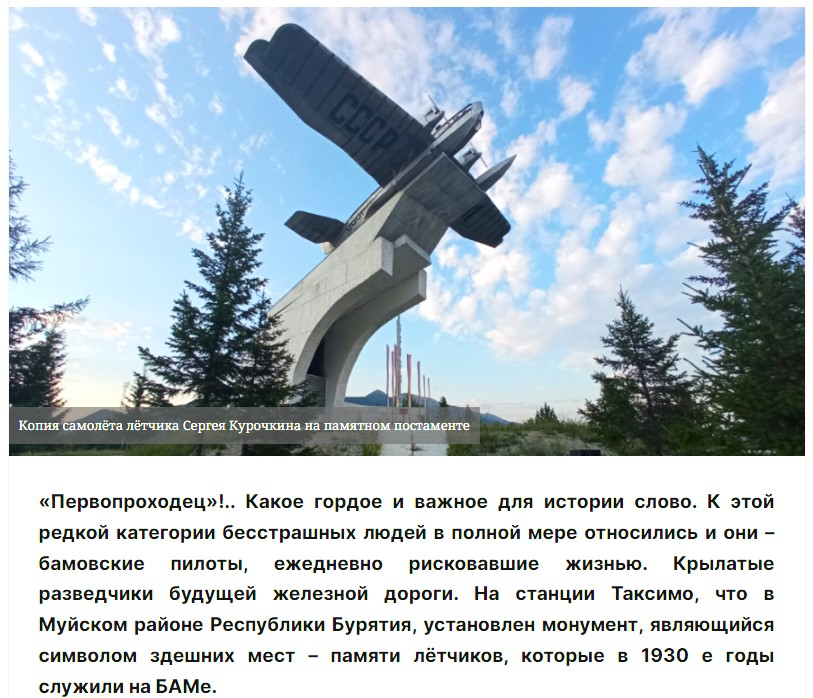 СССР
Копия самолёта лётчика Сергея Курочкина на памятном постаменте
«Первопроходец»!.. Какое гордое и важное для истории слово. К этой
редкой категории бесстрашных людей в полной мере относились и они –
бамовские пилоты, ежедневно рисковавшие жизнью. Крылатые
разведчики будущей железной дороги. На станции Таксимо, что в
Муйском районе Республики Бурятия, установлен монумент, являющийся
символом здешних мест – памяти лётчиков, которые в 1930 е годы
служили на БАМе.